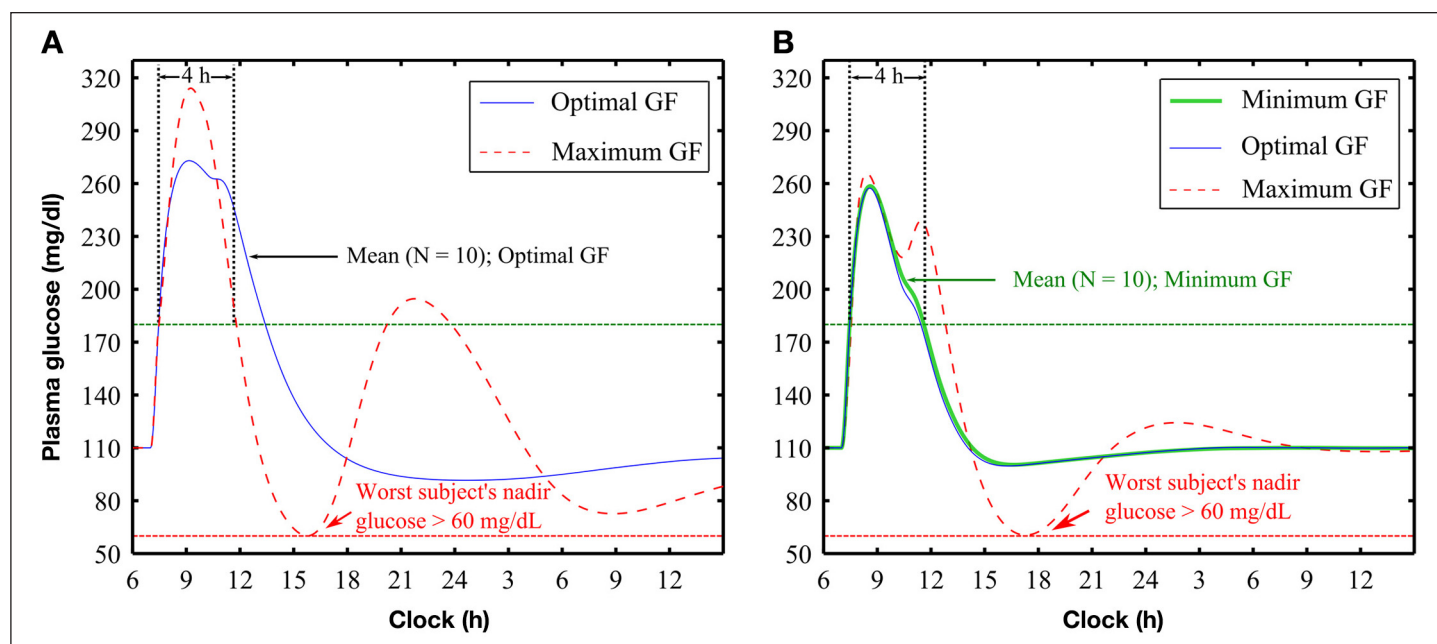 A
Plasma glucose (mg/dl)
320
290
260
230
200
170
140
110
80
50
4 h
Optimal GF
Maximum GF
Mean (N = 10); Optimal GF
Worst subject's nadir
glucose > 60 mg/dL
6 9 12 15 18 21 24 3 6 9 12
Clock (h)
B
320
290
260
230
200
170
140
110
80
50
4 h
Minimum GF
Optimal GF
Maximum GF
Mean (N = 10); Minimum GF
Worst subject's nadir
glucose > 60 mg/dL
6 9 12 15 18 21 24 3 6 9 12
Clock (h)